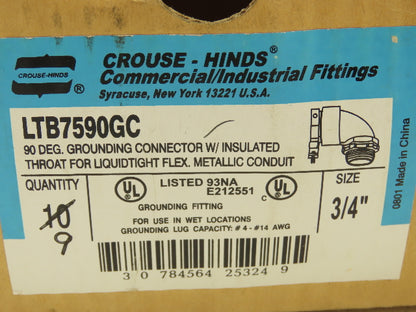 CROUSE-HINDS
®
CROUSE - HINDS®
Commercial/Industrial Fittings
Syracuse, New York 13221 U.S.A.
LTB7590GC
90 DEG. GROUNDING CONNECTOR W/ INSULATED
THROAT FOR LIQUIDTIGHT FLEX. METALLIC CONDUIT
QUANTITY
10
9
UL
®
LISTED 93NA
E212551
C
UL
®
GROUNDING FITTING
FOR USE IN WET LOCATIONS
GROUNDING LUG CAPACITY: # 4 - #14 AWG
SIZE
3/4"
0801 Made in China
3 0 784564 25324 9